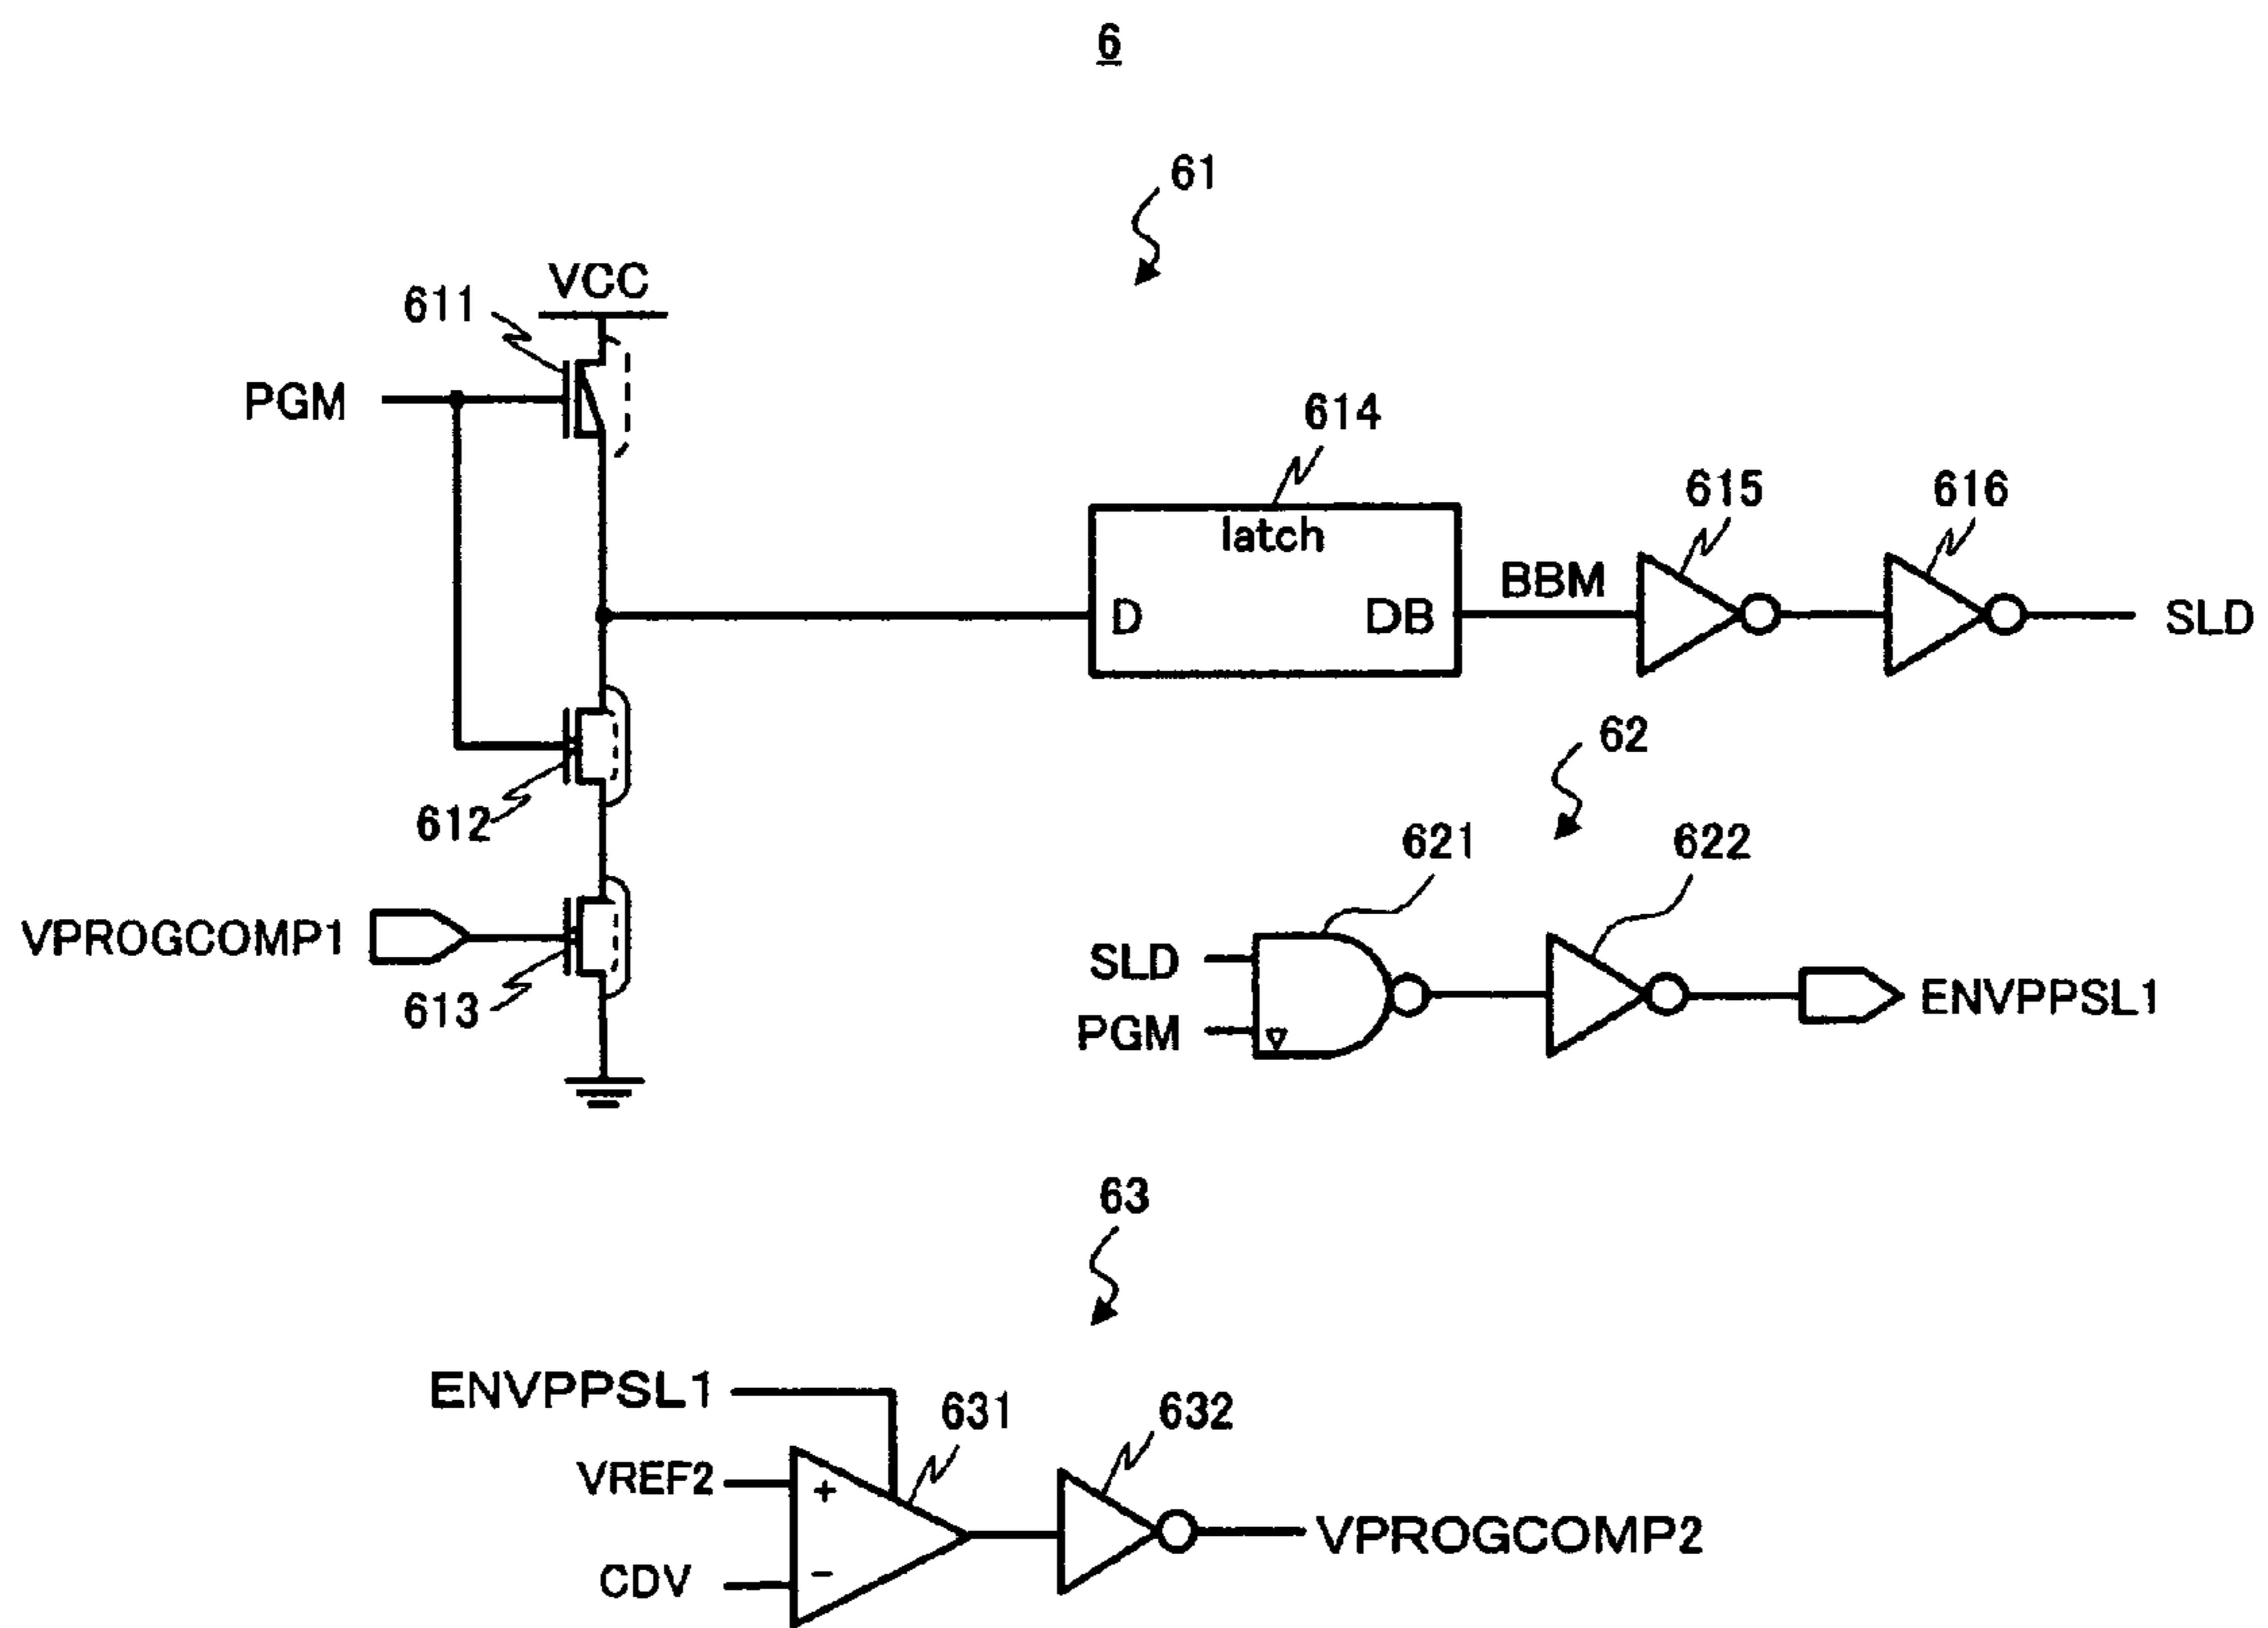 6
61
VCC
611
PGM
614
latch
D
DB
BBM
615
616
SLD
612
62
621
622
VPROGCOMP1
613
SLD
PGM
ENVPPSL1
63
ENVPPSL1
631
632
VREF2
+
CDV
−
VPROGCOMP2